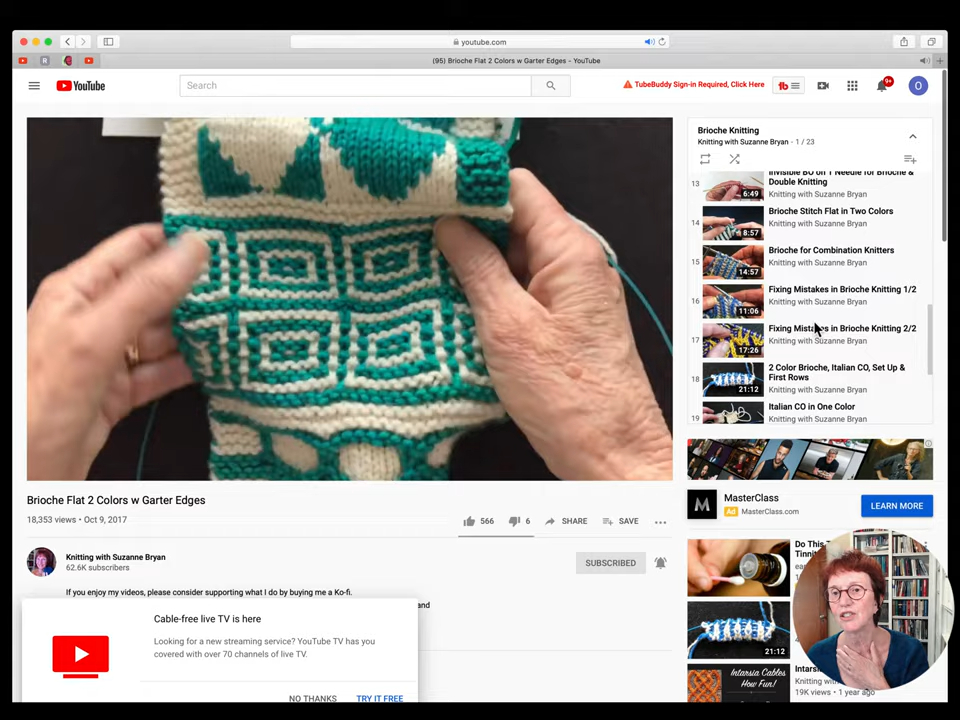 youtube.com
(95) Brioche Flat 2 Colors w Garter Edges - YouTube
YouTube
Search
TubeBuddy Sign-in Required, Click Here
tb
9+
O
Brioche Knitting
Knitting with Suzanne Bryan - 1 / 23
13
6:49
Invisible BO on 1 Needle for Brioche &
Double Knitting
Knitting with Suzanne Bryan
14
8:57
Brioche Stitch Flat in Two Colors
Knitting with Suzanne Bryan
15
14:57
Brioche for Combination Knitters
Knitting with Suzanne Bryan
16
11:06
Fixing Mistakes in Brioche Knitting 1/2
Knitting with Suzanne Bryan
17
17:26
Fixing Mistakes in Brioche Knitting 2/2
Knitting with Suzanne Bryan
18
21:12
2 Color Brioche, Italian CO, Set Up &
First Rows
Knitting with Suzanne Bryan
19
Italian CO in One Color
Knitting with Suzanne Bryan
Brioche Flat 2 Colors w Garter Edges
18,353 views • Oct 9, 2017
566
6
SHARE
SAVE
Knitting with Suzanne Bryan
62.6K subscribers
SUBSCRIBED
If you enjoy my videos, please consider supporting what I do by buying me a Ko-fi.
and
Cable-free live TV is here
Looking for a new streaming service? YouTube TV has you
covered with over 70 channels of live TV.
NO THANKS
TRY IT FREE
M
MasterClass
Ad MasterClass.com
LEARN MORE
Do This
21:12
Intarsia Cables
How Fun!
19K views • 1 year ago